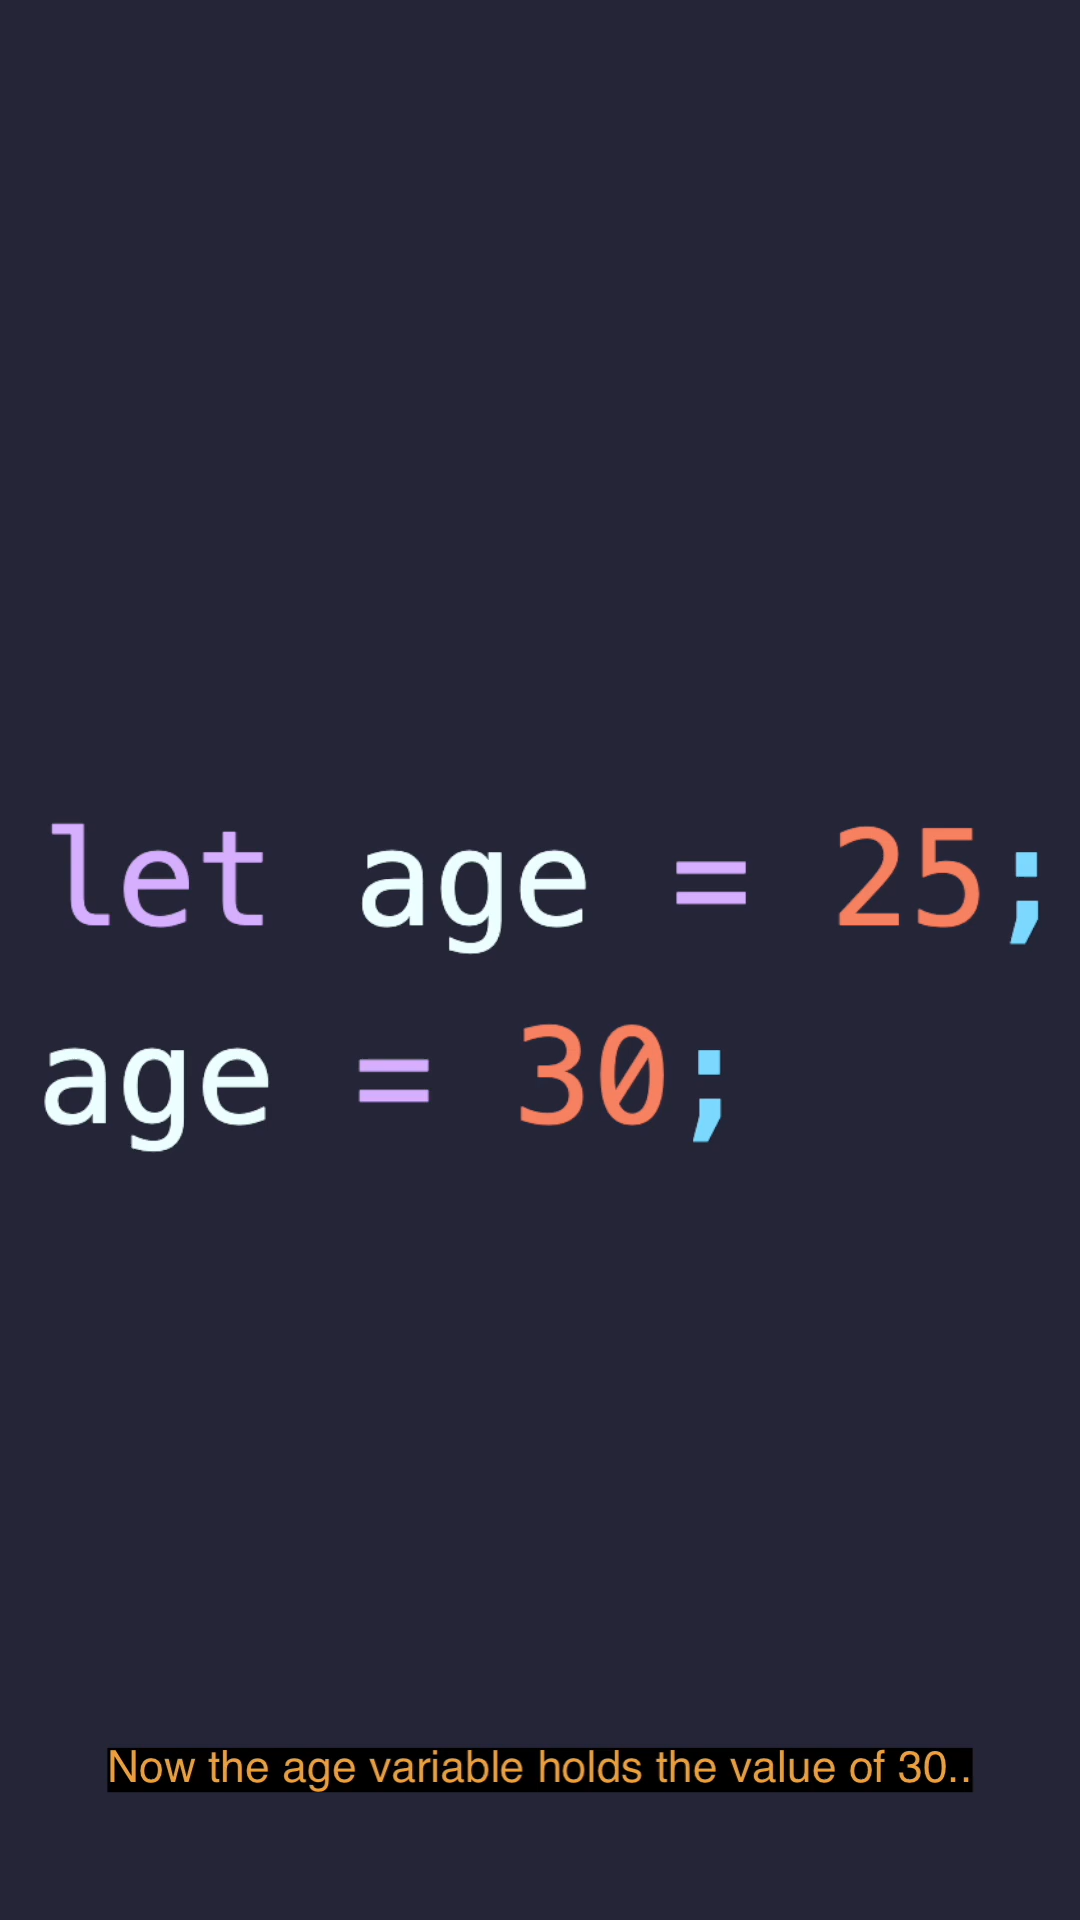 let age = 25;
age = 30;
Now the age variable holds the value of 30..